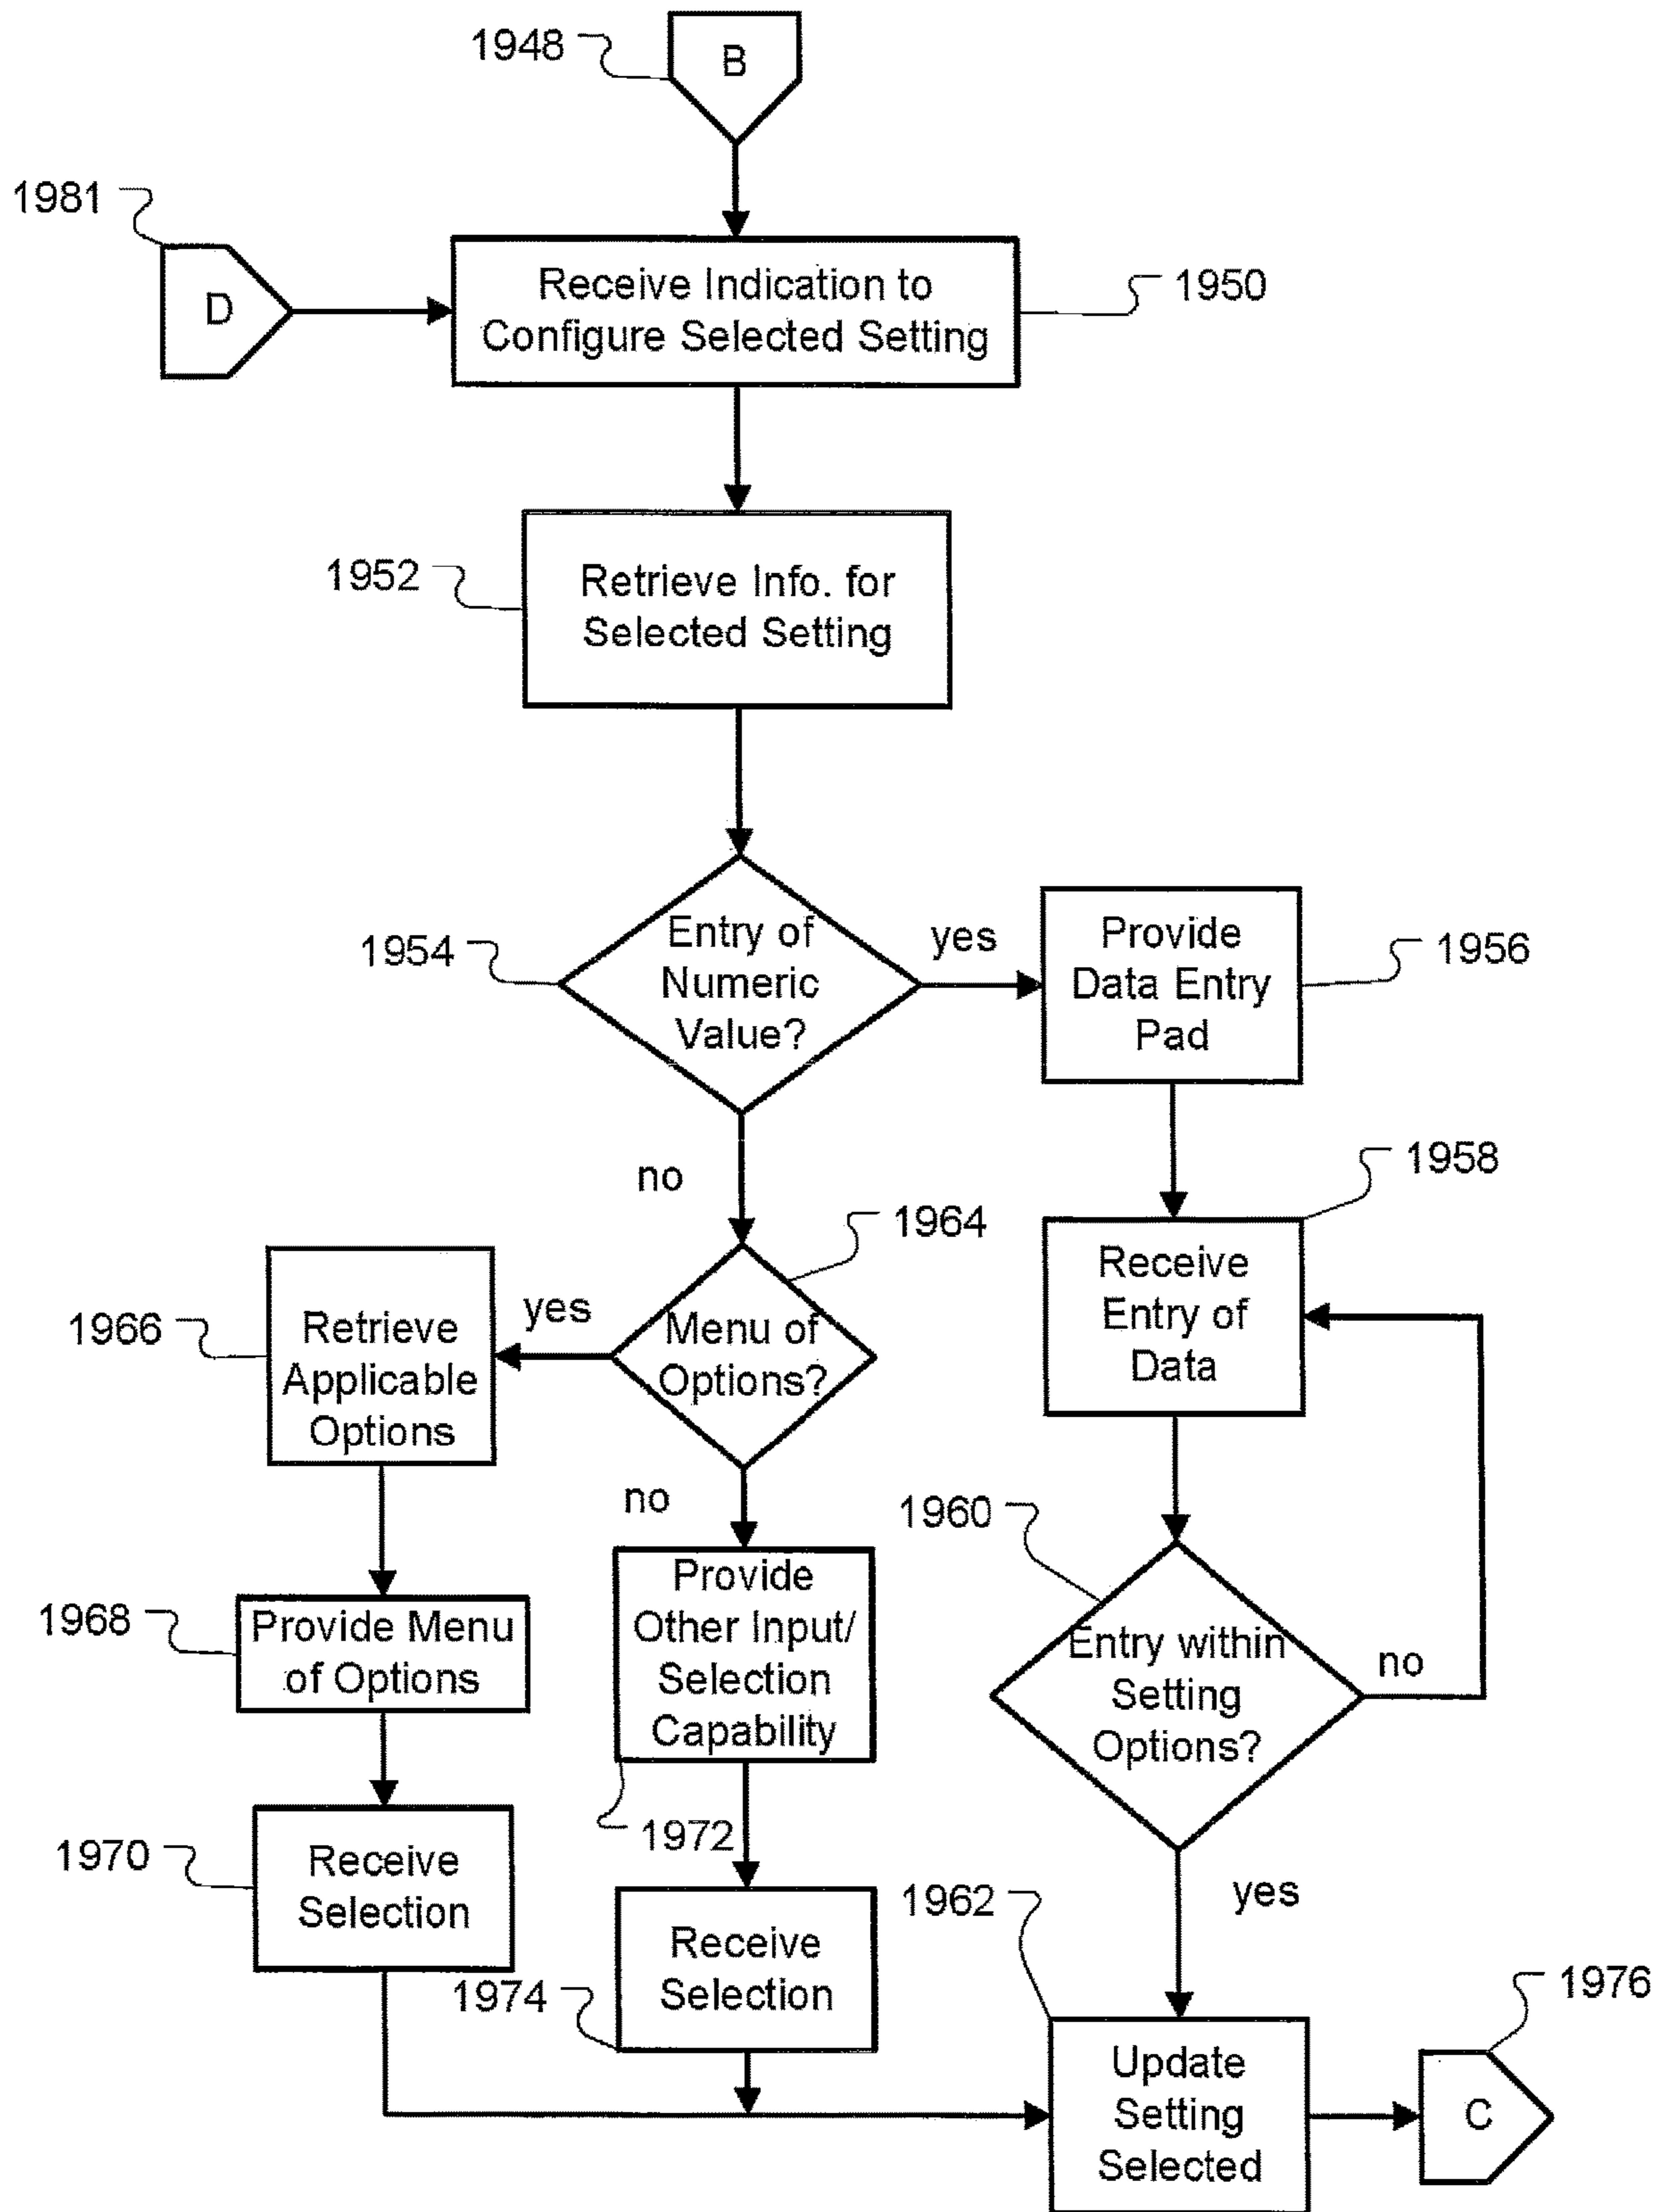 1948
B
1981
D
Receive Indication to
Configure Selected Setting
1950
1952
Retrieve Info. for
Selected Setting
1954
Entry of
Numeric
Value?
yes
Provide
Data Entry
Pad
1956
no
1958
Receive
Entry of
Data
1964
Menu of
Options?
yes
1966
Retrieve
Applicable
Options
no
1960
Entry within
Setting
Options?
no
1968
Provide Menu
of Options
Provide
Other Input/
Selection
Capability
1972
1970
Receive
Selection
yes
1962
1974
Receive
Selection
Update
Setting
Selected
1976
C